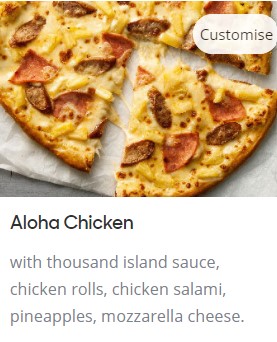 Customise
Aloha Chicken
with thousand island sauce,
chicken rolls, chicken salami,
pineapples, mozzarella cheese.